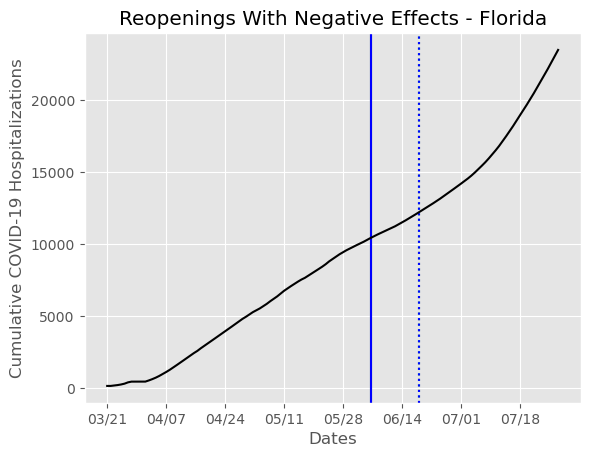 Reopenings With Negative Effects - Florida
Cumulative COVID-19 Hospitalizations
20000
15000
10000
5000
0
03/21 04/07 04/24 05/11 05/28 06/14 07/01 07/18
Dates